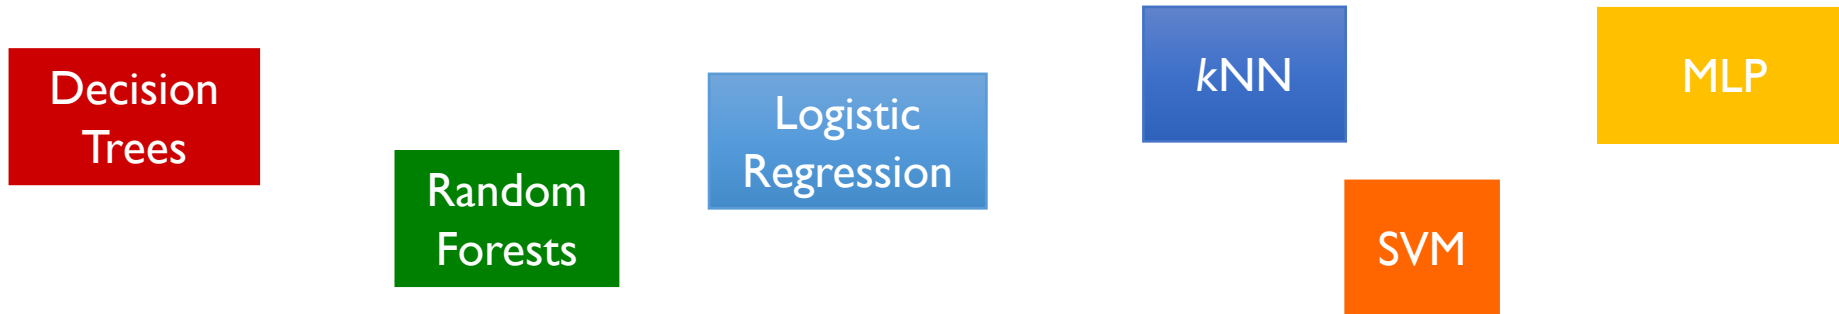 Decision
Trees
Random
Forests
Logistic
Regression
kNN
SVM
MLP